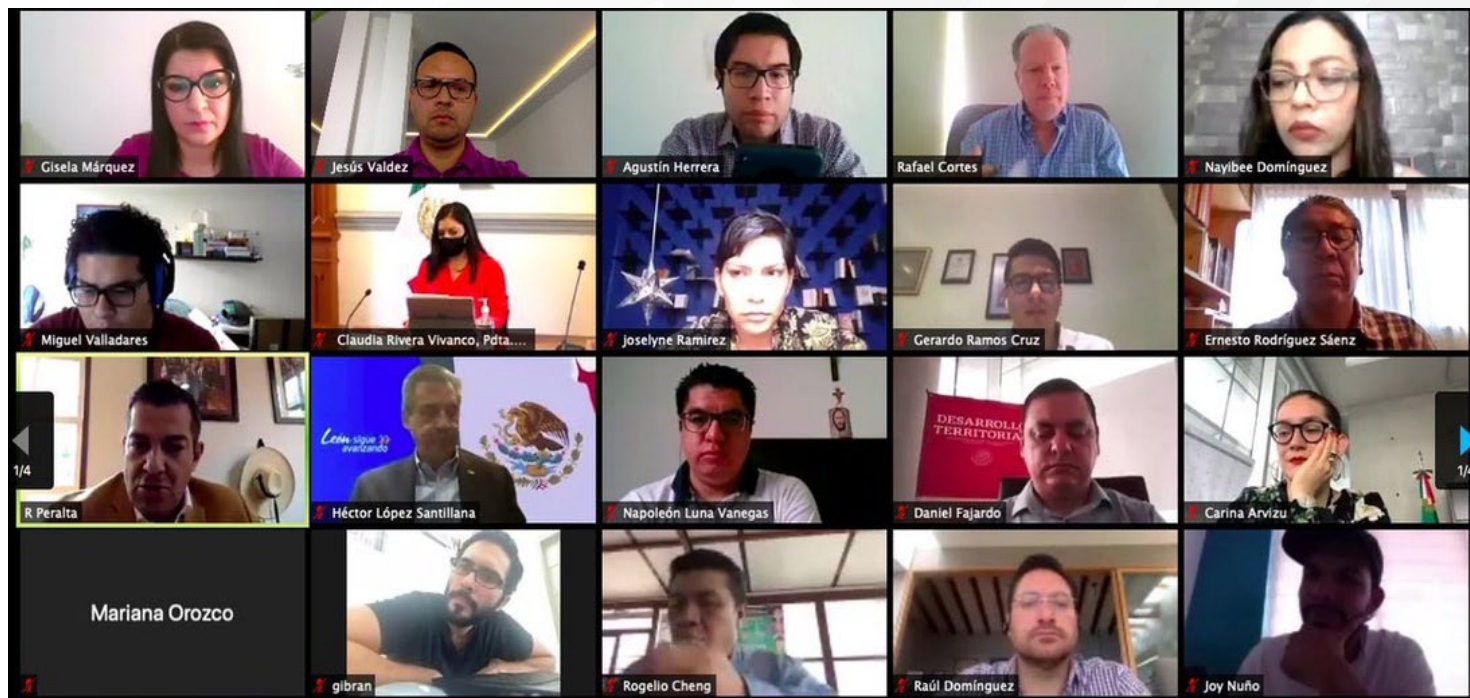 Gisela Márquez
Jesús Valdez
Agustín Herrera
Rafael Cortes
Nayibee Domínguez
Miguel Valladares
Claudia Rivera Vivanco, Pdta....
Joselyne Ramirez
Gerardo Ramos Cruz
Ernesto Rodríguez Sáenz
1/4
R Peralta
León sigue
avanzando
Héctor López Santillana
Napoleón Luna Vanegas
DESARROLLO
TERRITORIA
Daniel Fajardo
Carina Arvizu
1/4
Mariana Orozco
gibran
Rogelio Cheng
Raúl Domínguez
Joy Nuño